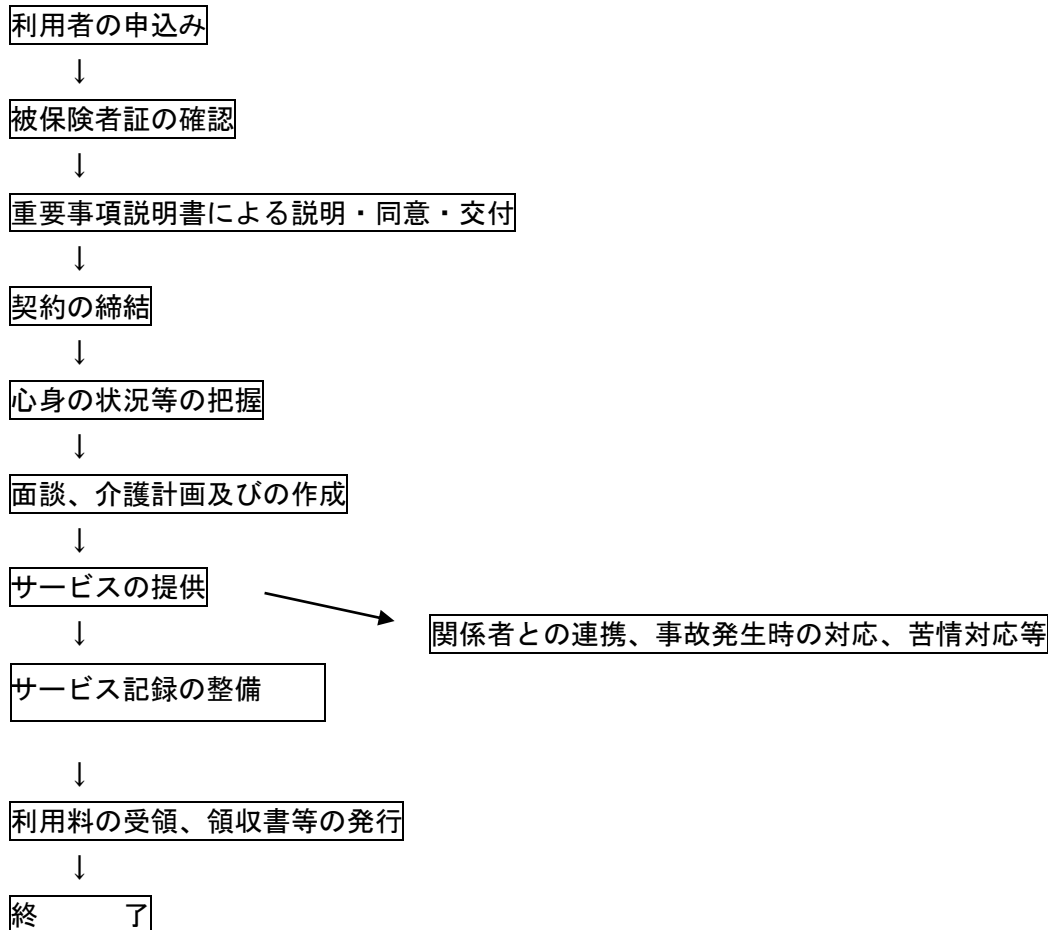 利用者の申込み
↓
被保険者証の確認
↓
重要事項説明書による説明・同意・交付
↓
契約の締結
↓
心身の状況等の把握
↓
面談、介護計画及びの作成
↓
サービスの提供
↓
関係者との連携、事故発生時の対応、苦情対応等
サービス記録の整備
↓
利用料の受領、領収書等の発行
↓
終　　　了